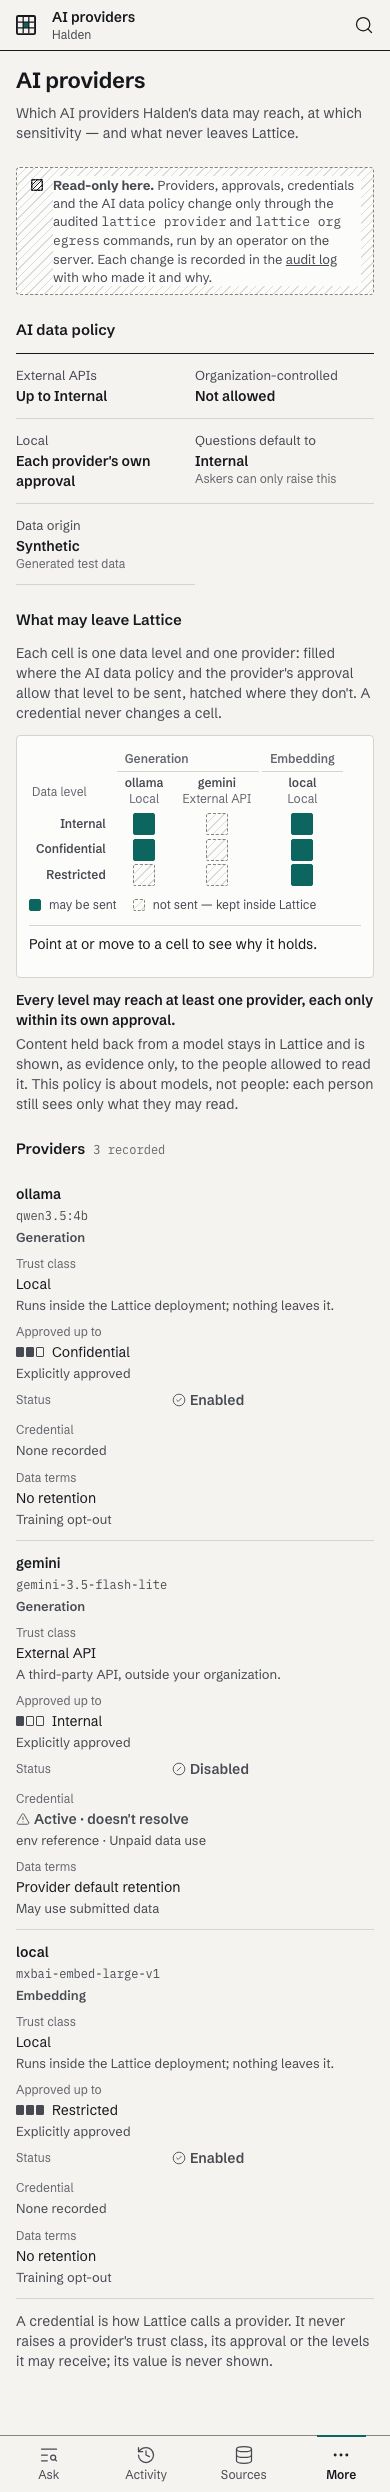 AI providers
Halden
AI providers
Which AI providers Halden's data may reach, at which
sensitivity — and what never leaves Lattice.
Read-only here. Providers, approvals, credentials
and the AI data policy change only through the
audited lattice provider and lattice org
egress commands, run by an operator on the
server. Each change is recorded in the audit log
with who made it and why.
AI data policy
External APIs
Up to Internal
Organization-controlled
Not allowed
Local
Each provider's own
approval
Questions default to
Internal
Askers can only raise this
Data origin
Synthetic
Generated test data
What may leave Lattice
Each cell is one data level and one provider: filled
where the AI data policy and the provider's approval
allow that level to be sent, hatched where they don't. A
credential never changes a cell.
Generation Embedding
Data level
ollama
Local
gemini
External API
local
Local
Internal
Confidential
Restricted
may be sent not sent — kept inside Lattice
Point at or move to a cell to see why it holds.
Every level may reach at least one provider, each only
within its own approval.
Content held back from a model stays in Lattice and is
shown, as evidence only, to the people allowed to read
it. This policy is about models, not people: each person
still sees only what they may read.
Providers 3 recorded
ollama
qwen3.5:4b
Generation
Trust class
Local
Runs inside the Lattice deployment; nothing leaves it.
Approved up to
Confidential
Explicitly approved
Status Enabled
Credential
None recorded
Data terms
No retention
Training opt-out
gemini
gemini-3.5-flash-lite
Generation
Trust class
External API
A third-party API, outside your organization.
Approved up to
Internal
Explicitly approved
Status Disabled
Credential
Active · doesn't resolve
env reference · Unpaid data use
Data terms
Provider default retention
May use submitted data
local
mxbai-embed-large-v1
Embedding
Trust class
Local
Runs inside the Lattice deployment; nothing leaves it.
Approved up to
Restricted
Explicitly approved
Status Enabled
Credential
None recorded
Data terms
No retention
Training opt-out
A credential is how Lattice calls a provider. It never
raises a provider's trust class, its approval or the levels
it may receive; its value is never shown.
Ask Activity Sources More